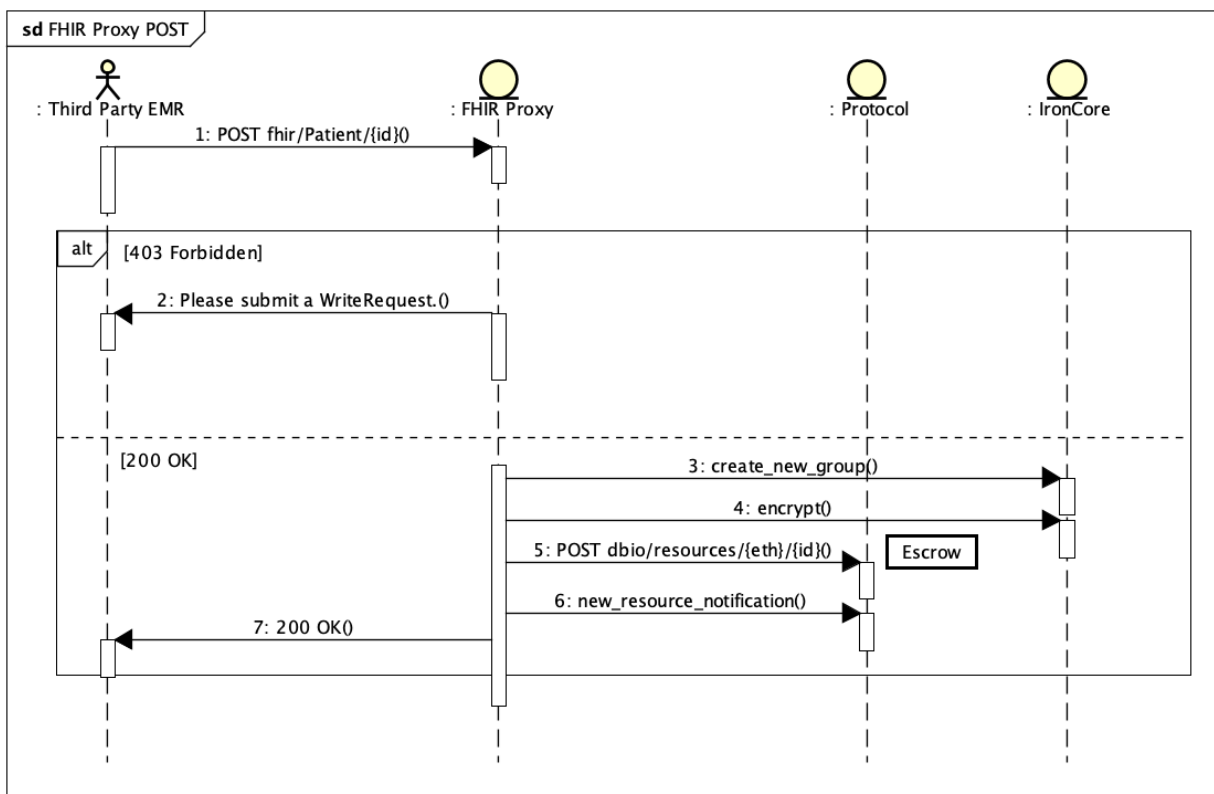 sd FHIR Proxy POST
: Third Party EMR
: FHIR Proxy
: Protocol
: IronCore
1: POST fhir/Patient/{id}()
alt
[403 Forbidden]
2: Please submit a WriteRequest.()
[200 OK]
3: create_new_group()
4: encrypt()
5: POST dbio/resources/{eth}/{id}()
Escrow
6: new_resource_notification()
7: 200 OK()